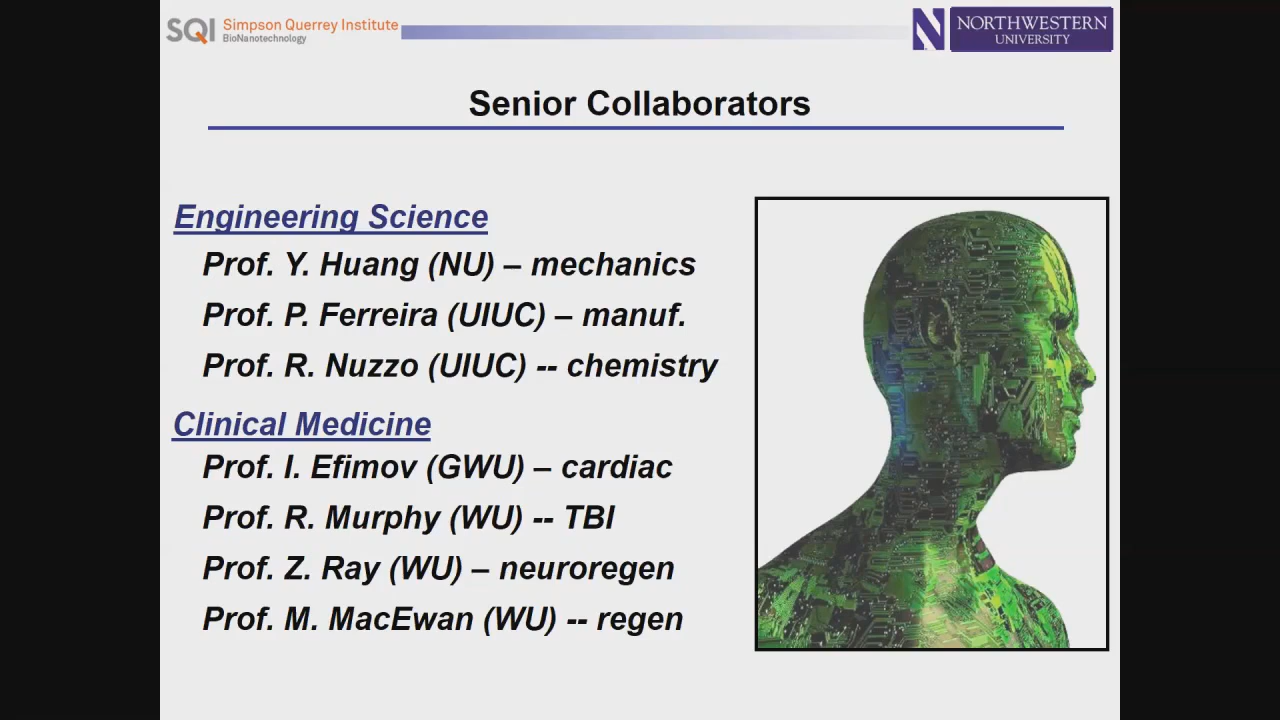 SQI Simpson Querrey Institute
BioNanotechnology
N NORTHWESTERN
UNIVERSITY
Senior Collaborators
Engineering Science
Prof. Y. Huang (NU) – mechanics
Prof. P. Ferreira (UIUC) – manuf.
Prof. R. Nuzzo (UIUC) -- chemistry
Clinical Medicine
Prof. I. Efimov (GWU) – cardiac
Prof. R. Murphy (WU) -- TBI
Prof. Z. Ray (WU) – neuroregen
Prof. M. MacEwan (WU) -- regen